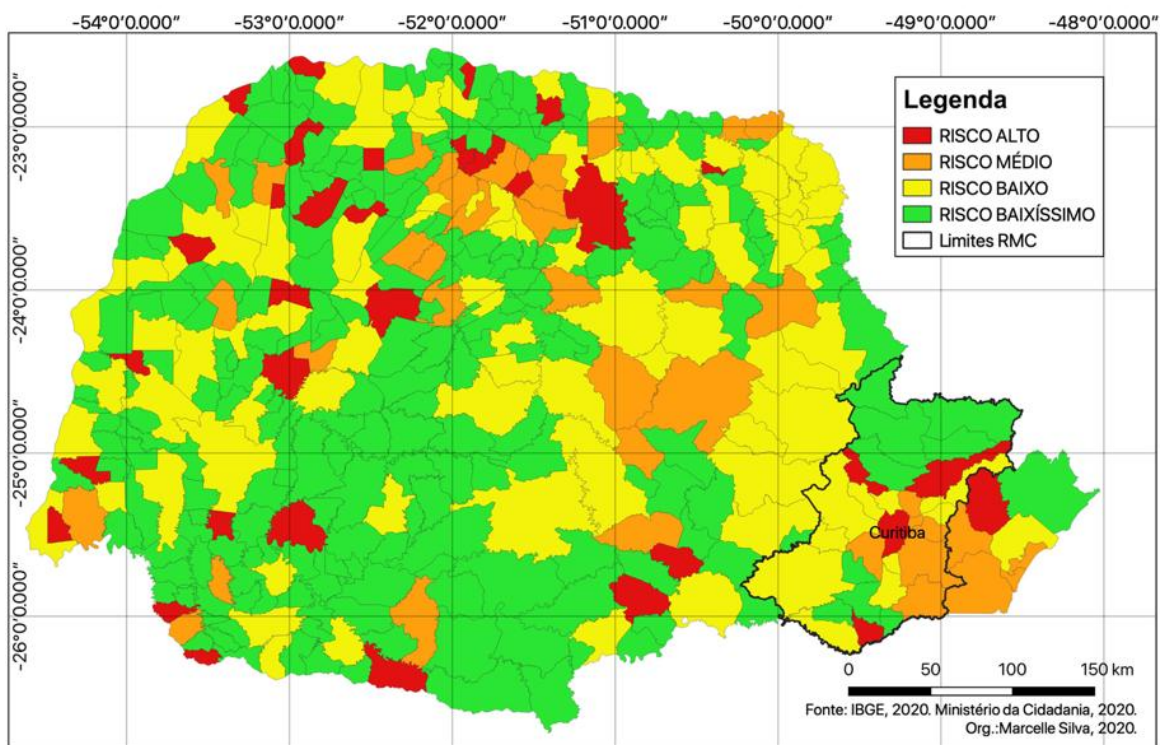 -54°0'0.000" -53°0'0.000" -52°0'0.000" -51°0'0.000" -50°0'0.000" -49°0'0.000" -48°0'0.000"
-23°0'0.000"
-24°0'0.000"
-25°0'0.000"
-26°0'0.000"
Legenda
RISCO ALTO
RISCO MÉDIO
RISCO BAIXO
RISCO BAIXÍSSIMO
Limites RMC
Curitiba
0 50 100 150 km
Fonte: IBGE, 2020. Ministério da Cidadania, 2020.
Org.:Marcelle Silva, 2020.